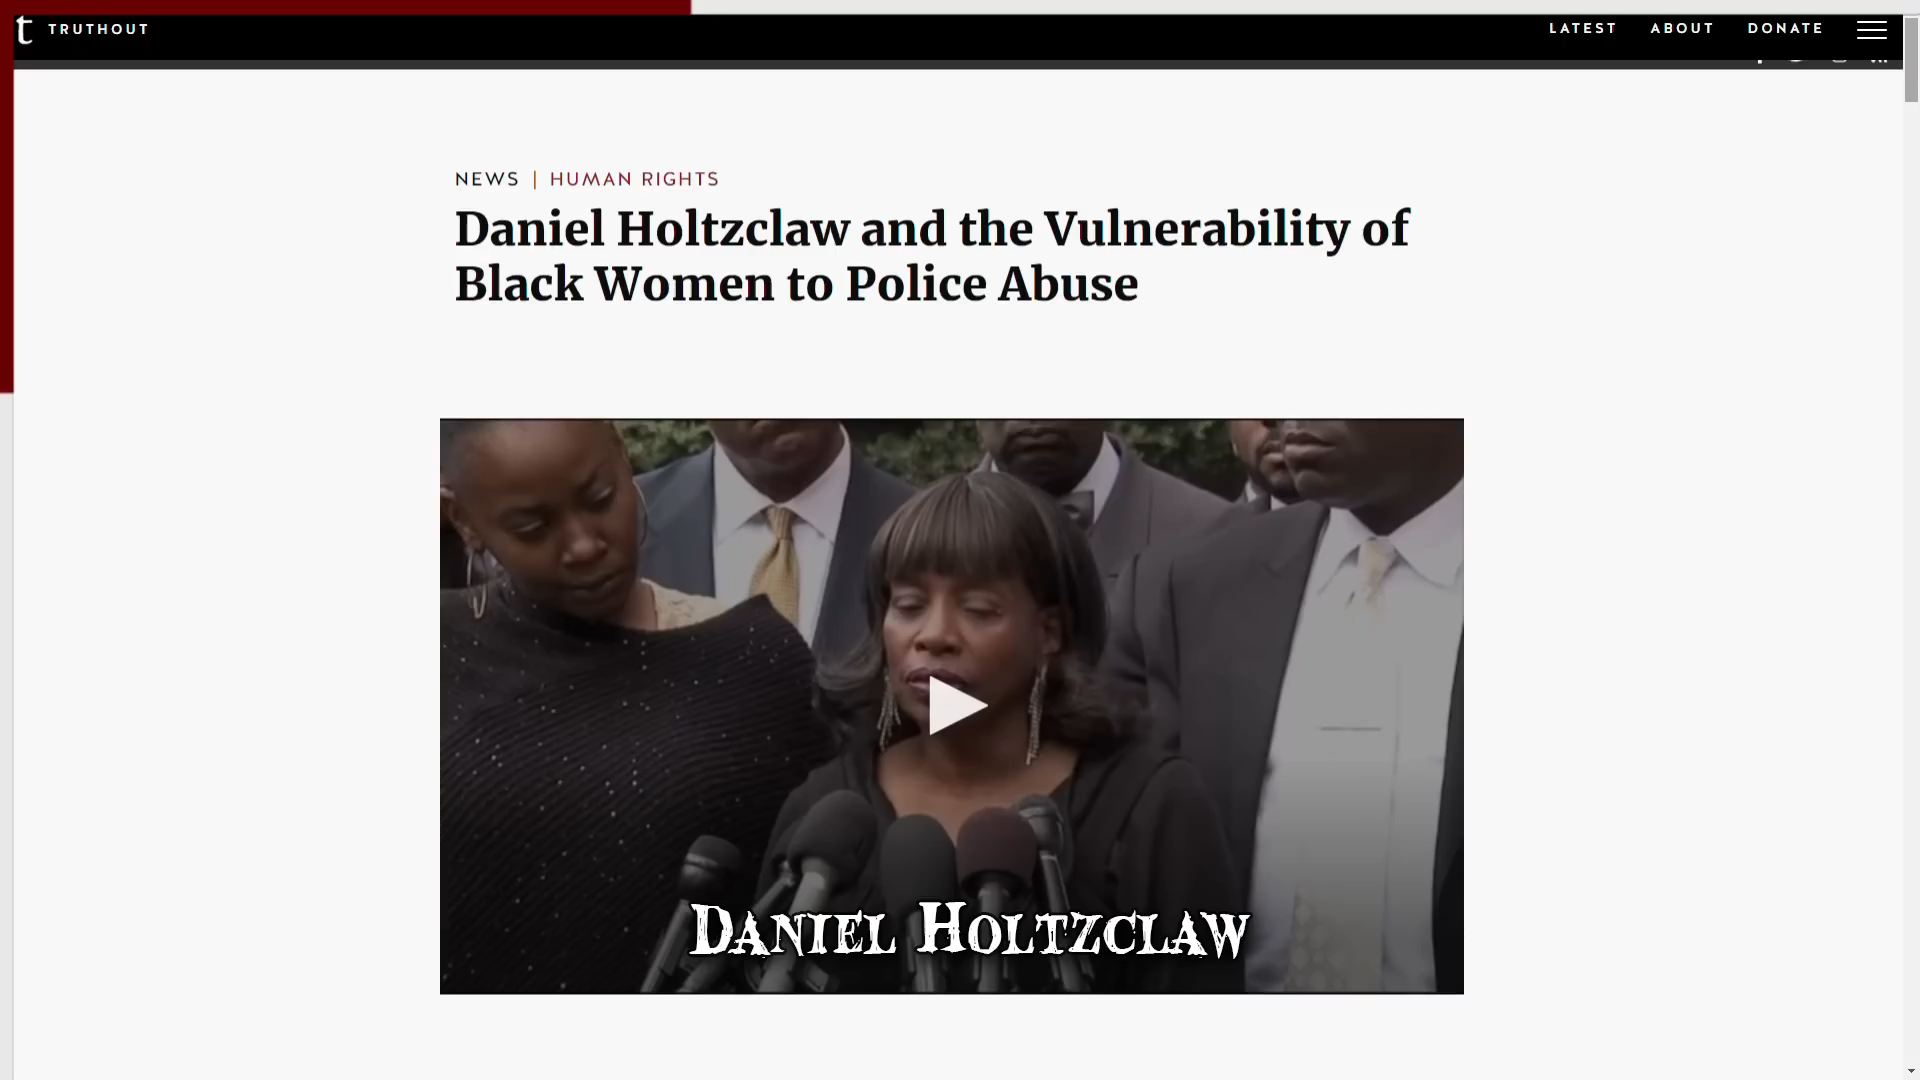 t TRUTHOUT
LATEST ABOUT DONATE
NEWS | HUMAN RIGHTS
Daniel Holtzclaw and the Vulnerability of
Black Women to Police Abuse
DANIEL HOLTZCLAW